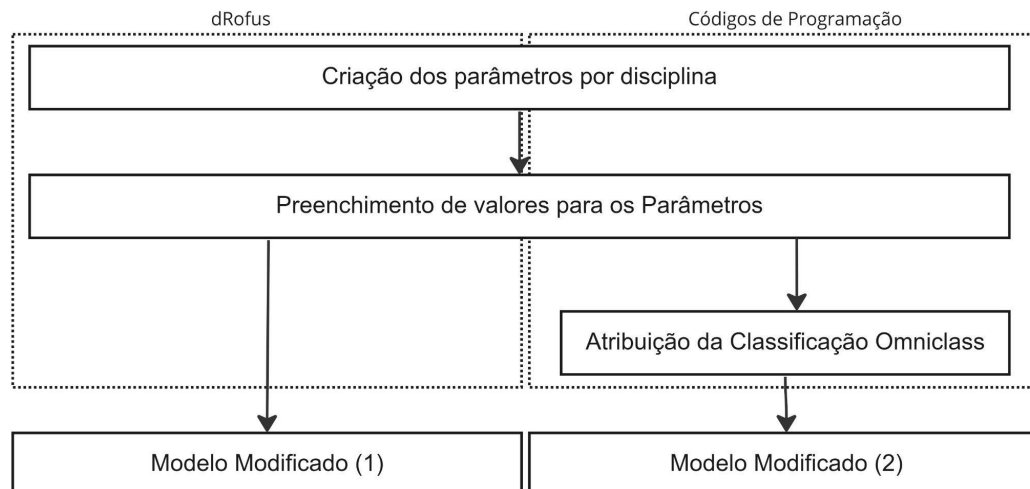 dRofus
Códigos de Programação
Criação dos parâmetros por disciplina
Preenchimento de valores para os Parâmetros
Atribuição da Classificação Omniclass
Modelo Modificado (1)
Modelo Modificado (2)